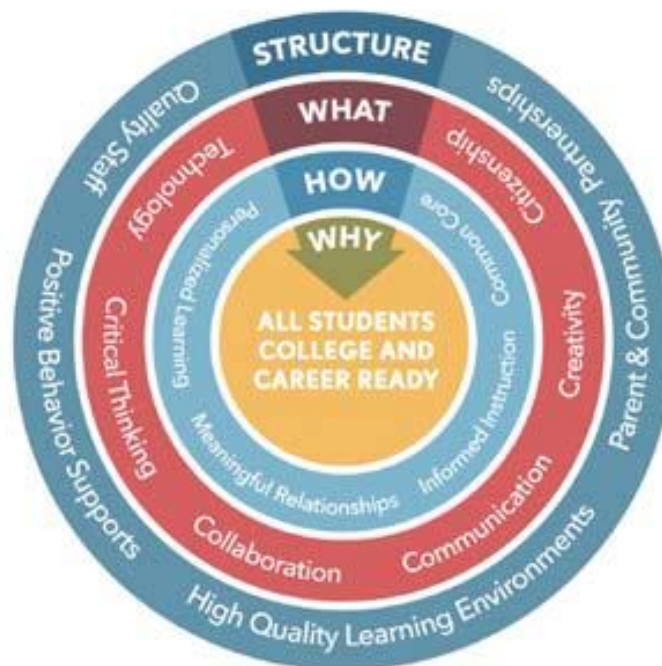 STRUCTURE
Quality Staff
Positive Behavior Supports
High Quality Learning Environments
Parent & Community Partnerships
WHAT
Technology
Critical Thinking
Collaboration
Communication
Creativity
Citizenship
HOW
Personalized Learning
Meaningful Relationships
Informed Instruction
Common Core
WHY
ALL STUDENTS
COLLEGE AND
CAREER READY